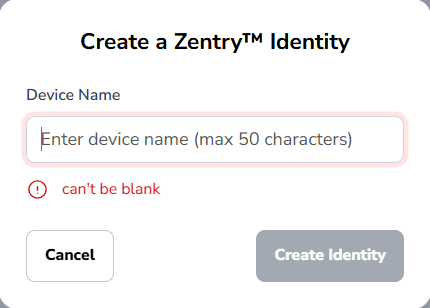 Create a Zentry™ Identity
Device Name
Enter device name (max 50 characters)
can't be blank
Cancel
Create Identity